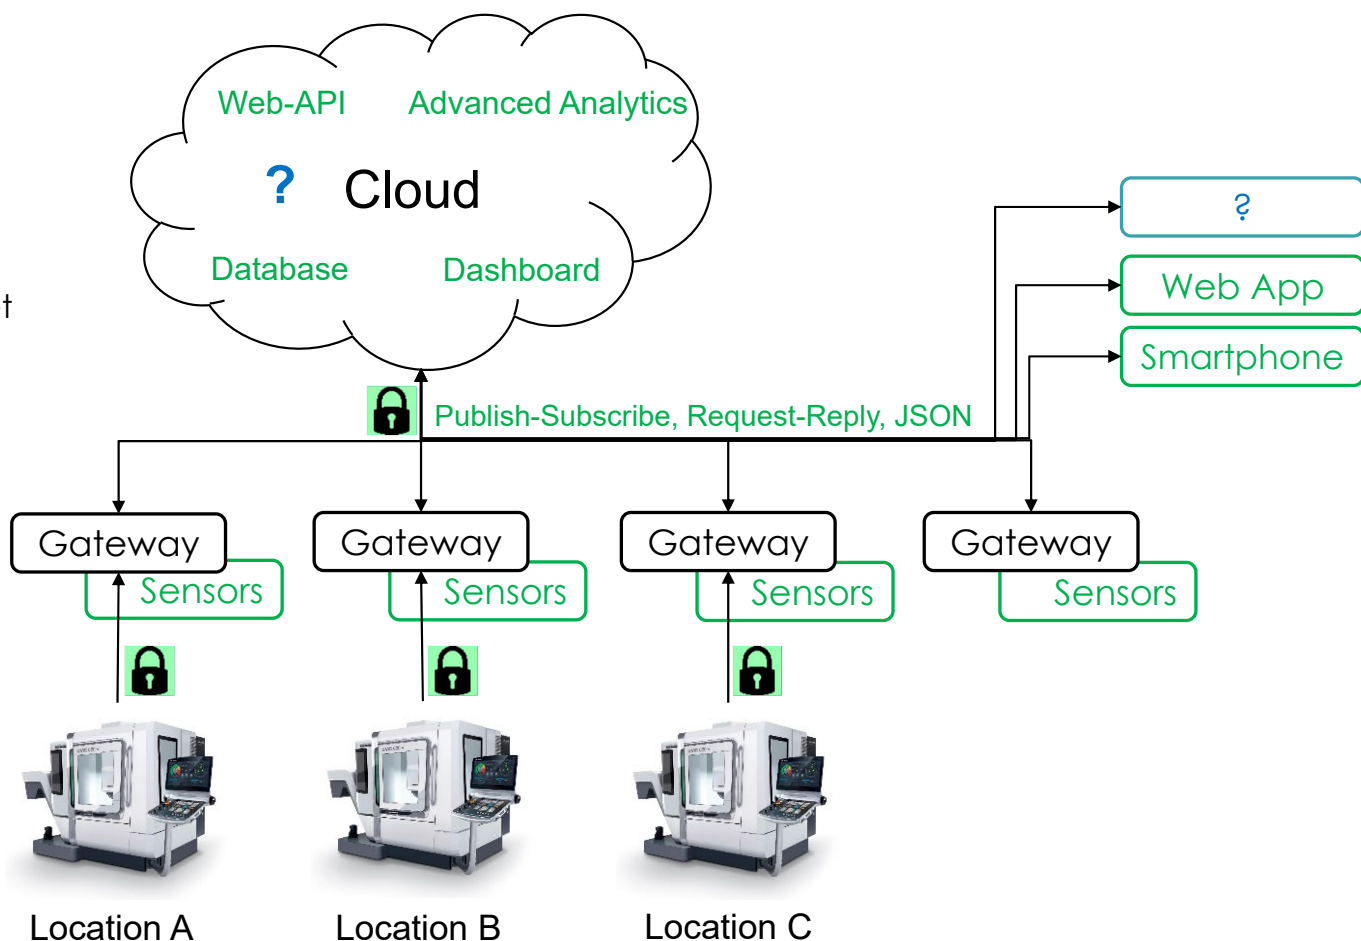 Web-API Advanced Analytics
? Cloud
Database Dashboard
?
Web App
Smartphone
Publish-Subscribe, Request-Reply, JSON
Gateway Gateway Gateway Gateway
Sensors Sensors Sensors Sensors
Location A Location B Location C